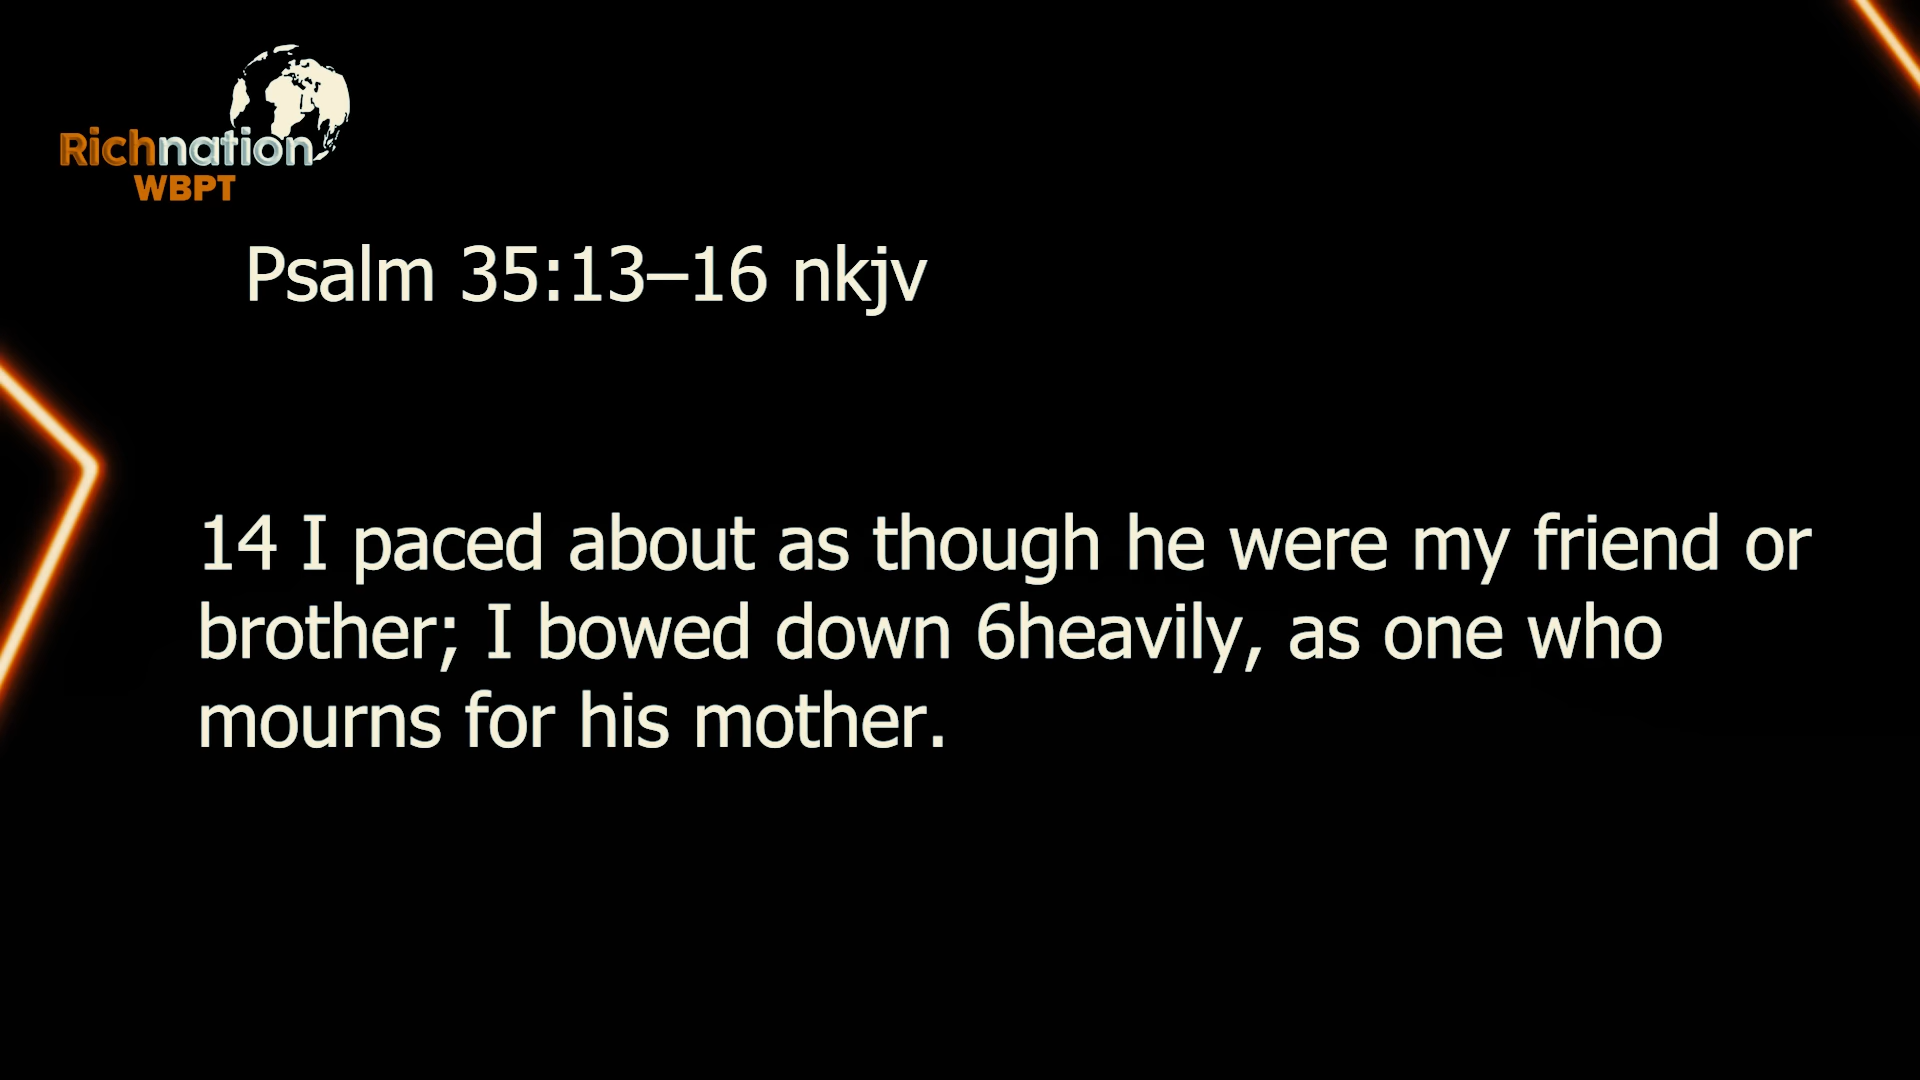 Richnation
WBPT
Psalm 35:13–16 nkjv
14 I paced about as though he were my friend or
brother; I bowed down 6heavily, as one who
mourns for his mother.